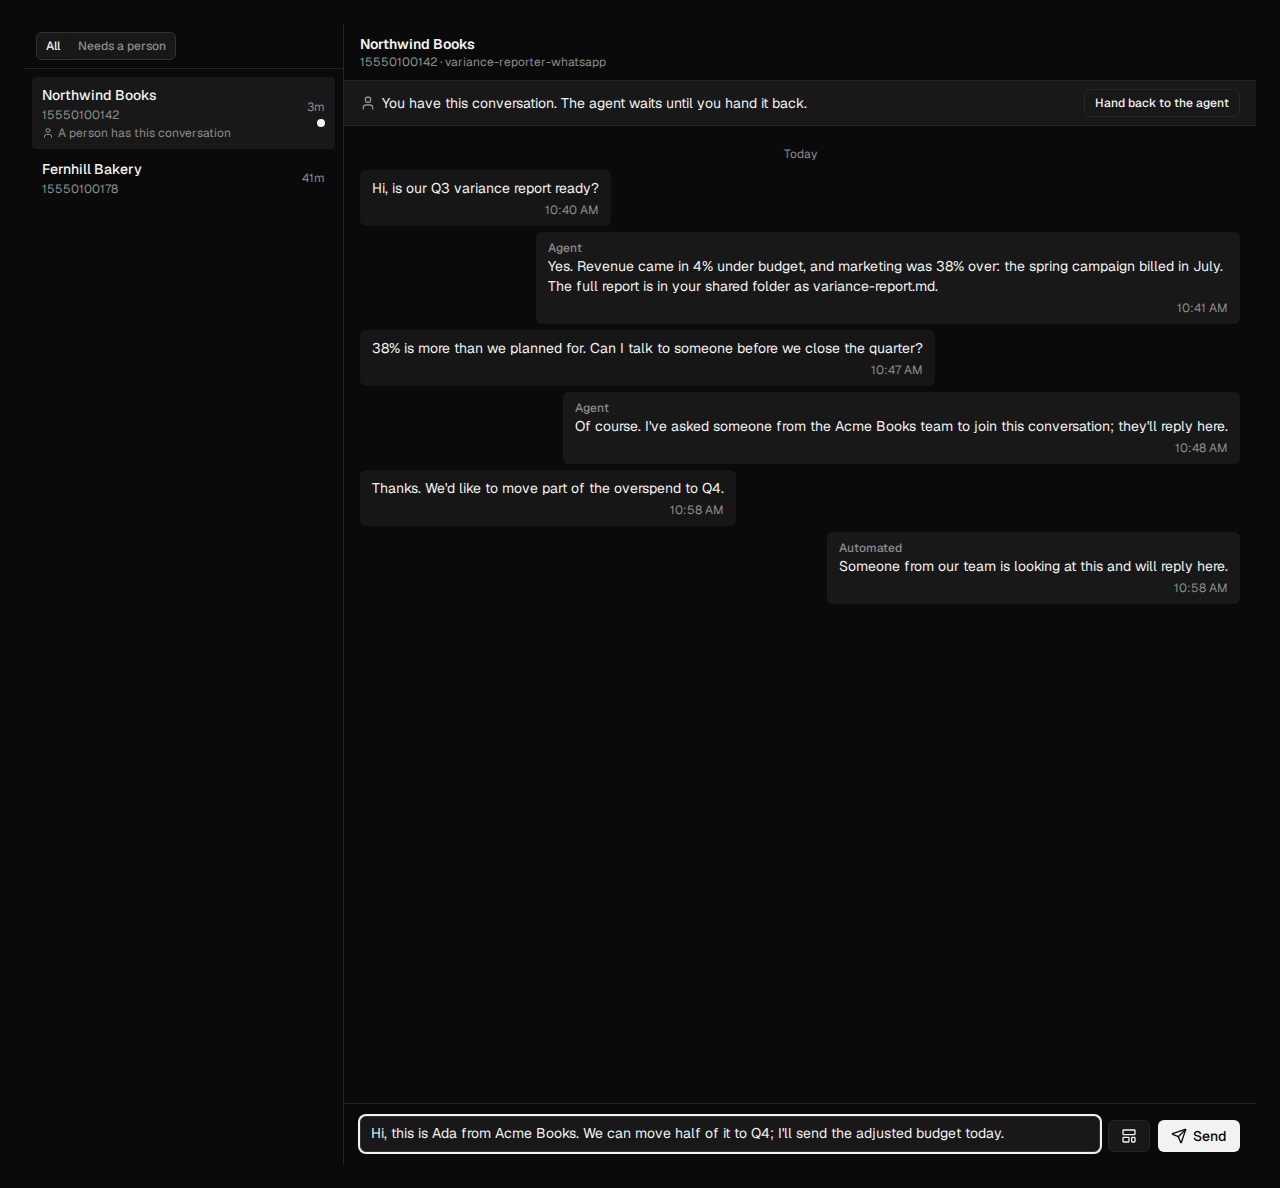 All Needs a person
Northwind Books
15550100142
3m
A person has this conversation
Fernhill Bakery
15550100178
41m
Northwind Books
15550100142 · variance-reporter-whatsapp
You have this conversation. The agent waits until you hand it back.
Hand back to the agent
Today
Hi, is our Q3 variance report ready?
10:40 AM
Agent
Yes. Revenue came in 4% under budget, and marketing was 38% over: the spring campaign billed in July.
The full report is in your shared folder as variance-report.md.
10:41 AM
38% is more than we planned for. Can I talk to someone before we close the quarter?
10:47 AM
Agent
Of course. I've asked someone from the Acme Books team to join this conversation; they'll reply here.
10:48 AM
Thanks. We'd like to move part of the overspend to Q4.
10:58 AM
Automated
Someone from our team is looking at this and will reply here.
10:58 AM
Hi, this is Ada from Acme Books. We can move half of it to Q4; I'll send the adjusted budget today.
Send